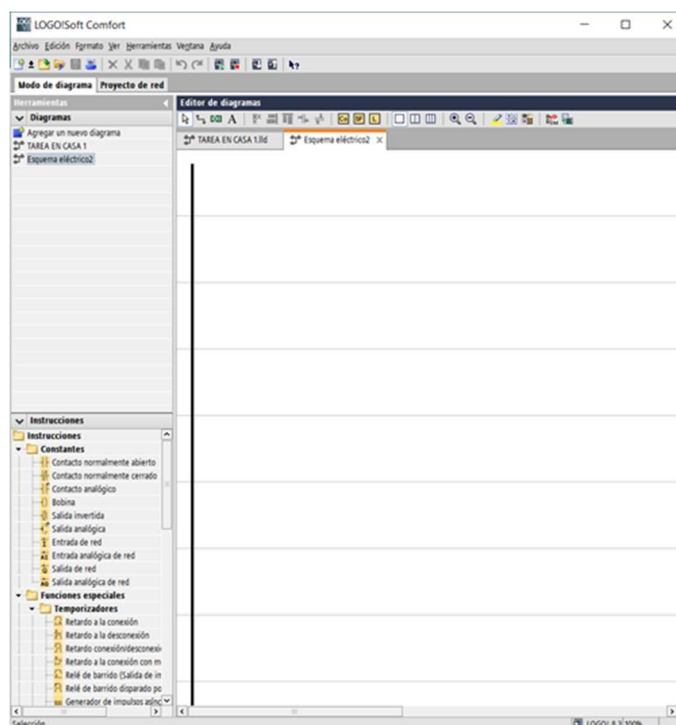 LOGO!Soft Comfort
Archivo Edición Formato Ver Herramientas Ventana Ayuda
Modo de diagrama Proyecto de red
Herramientas
Editor de diagramas
Diagramas
Agregar un nuevo diagrama
TAREA EN CASA 1
Esquema eléctrico2
TAREA EN CASA 1.lld
Esquema eléctrico2
Instrucciones
Instrucciones
Constantes
Contacto normalmente abierto
Contacto normalmente cerrado
Contacto analógico
Bobina
Salida invertida
Salida analógica
Entrada de red
Entrada analógica de red
Salida de red
Salida analógica de red
Funciones especiales
Temporizadores
Retardo a la conexión
Retardo a la desconexión
Retardo conexión/desconexi
Retardo a la conexión con m
Relé de barrido (Salida de im
Relé de barrido disparado po
Generador de impulsos asínc
Selección